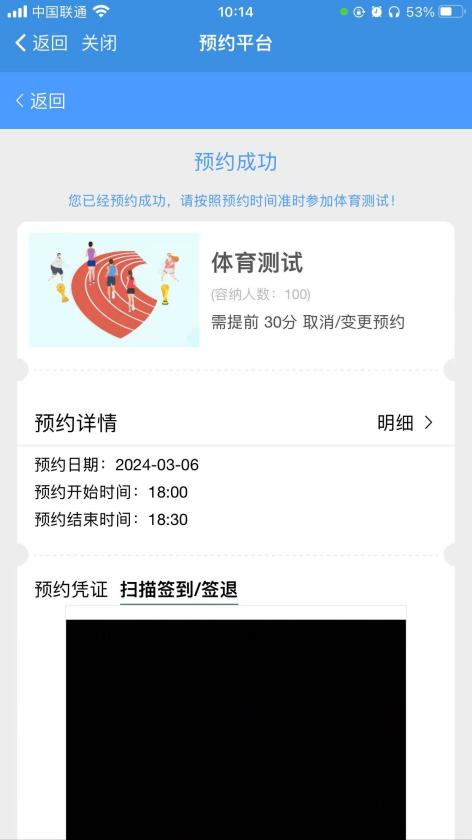 中国联通 10:14 53%
返回 关闭 预约平台
返回
预约成功
您已经预约成功，请按照预约时间准时参加体育测试！
体育测试
(容纳人数：100)
需提前 30分 取消/变更预约
预约详情 明细
预约日期：2024-03-06
预约开始时间：18:00
预约结束时间：18:30
预约凭证 扫描签到/签退